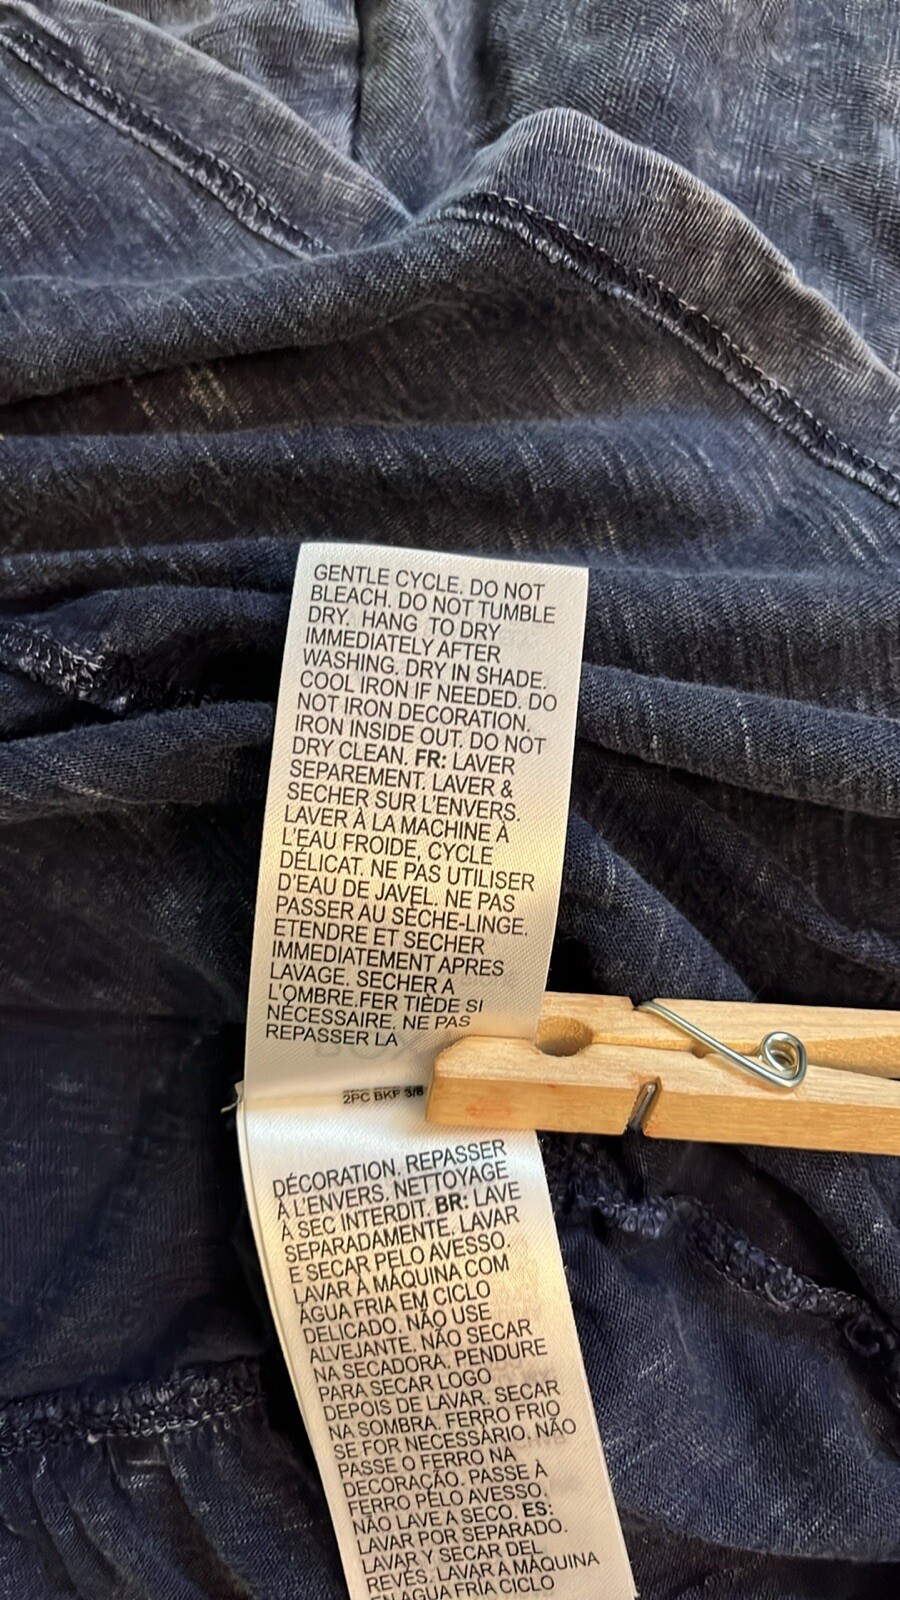 GENTLE CYCLE. DO NOT
BLEACH. DO NOT TUMBLE
DRY. HANG TO DRY
IMMEDIATELY AFTER
WASHING. DRY IN SHADE.
COOL IRON IF NEEDED. DO
NOT IRON DECORATION.
IRON INSIDE OUT. DO NOT
DRY CLEAN. FR: LAVER
SEPAREMENT. LAVER &
SECHER SUR L'ENVERS.
LAVER À LA MACHINE À
L'EAU FROIDE, CYCLE
DÉLICAT. NE PAS UTILISER
D'EAU DE JAVEL. NE PAS
PASSER AU SÈCHE-LINGE.
ETENDRE ET SECHER
IMMEDIATEMENT APRES
LAVAGE. SECHER A
L'OMBRE.FER TIÈDE SI
NÉCESSAIRE. NE PAS
REPASSER LA
2PC BKF 3/8
DÉCORATION. REPASSER
À L'ENVERS. NETTOYAGE
À SEC INTERDIT. BR: LAVE
SEPARADAMENTE. LAVAR
E SECAR PELO AVESSO.
LAVAR À MÁQUINA COM
ÁGUA FRIA EM CICLO
DELICADO. NÃO USE
ALVEJANTE. NÃO SECAR
NA SECADORA. PENDURE
PARA SECAR LOGO
DEPOIS DE LAVAR. SECAR
NA SOMBRA. FERRO FRIO
SE FOR NECESSÁRIO. NÃO
PASSE O FERRO NA
DECORAÇÃO. PASSE À
FERRO PELO AVESSO.
NÃO LAVE A SECO. ES:
LAVAR POR SEPARADO.
LAVAR Y SECAR DEL
REVÉS. LAVAR À MÁQUINA
EN AGUA FRÍA CICLO